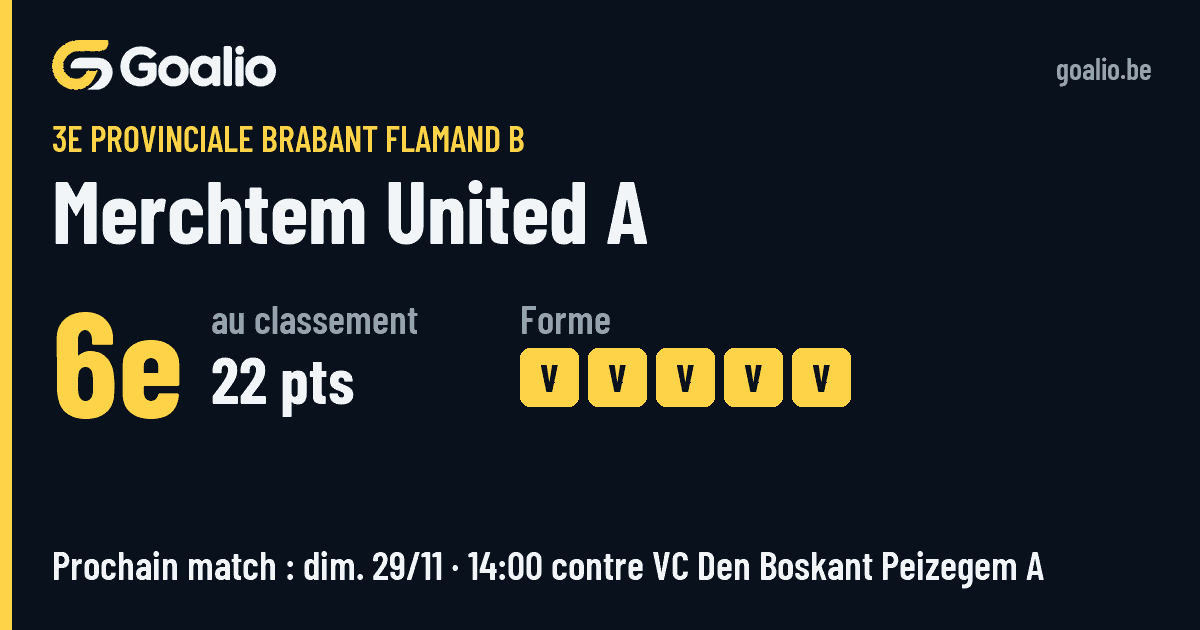 Goalio
goalio.be
3E PROVINCIALE BRABANT FLAMAND B
Merchtem United A
6e
au classement
22 pts
Forme
V V V V V
Prochain match : dim. 29/11 · 14:00 contre VC Den Boskant Peizegem A